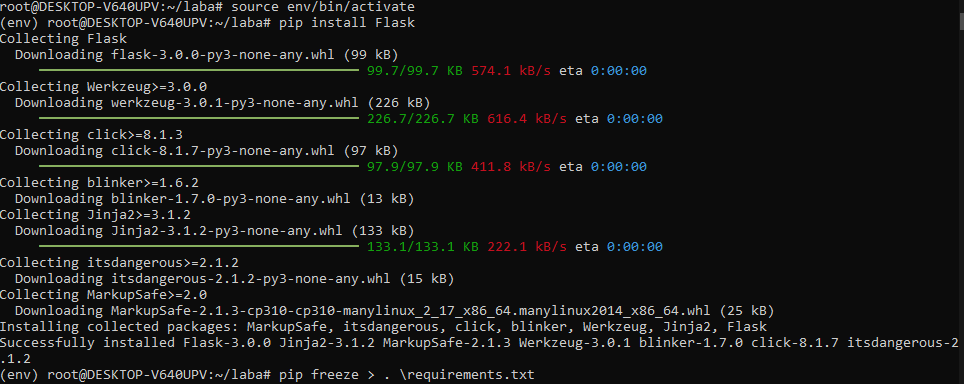 root@DESKTOP-V640UPV:~/laba# source env/bin/activate
(env) root@DESKTOP-V640UPV:~/laba# pip install Flask
Collecting Flask
  Downloading flask-3.0.0-py3-none-any.whl (99 kB)
99.7/99.7 KB 574.1 kB/s eta 0:00:00
Collecting Werkzeug>=3.0.0
  Downloading werkzeug-3.0.1-py3-none-any.whl (226 kB)
226.7/226.7 KB 616.4 kB/s eta 0:00:00
Collecting click>=8.1.3
  Downloading click-8.1.7-py3-none-any.whl (97 kB)
97.9/97.9 KB 411.8 kB/s eta 0:00:00
Collecting blinker>=1.6.2
  Downloading blinker-1.7.0-py3-none-any.whl (13 kB)
Collecting Jinja2>=3.1.2
  Downloading Jinja2-3.1.2-py3-none-any.whl (133 kB)
133.1/133.1 KB 222.1 kB/s eta 0:00:00
Collecting itsdangerous>=2.1.2
  Downloading itsdangerous-2.1.2-py3-none-any.whl (15 kB)
Collecting MarkupSafe>=2.0
  Downloading MarkupSafe-2.1.3-cp310-cp310-manylinux_2_17_x86_64.manylinux2014_x86_64.whl (25 kB)
Installing collected packages: MarkupSafe, itsdangerous, click, blinker, Werkzeug, Jinja2, Flask
Successfully installed Flask-3.0.0 Jinja2-3.1.2 MarkupSafe-2.1.3 Werkzeug-3.0.1 blinker-1.7.0 click-8.1.7 itsdangerous-2
.1.2
(env) root@DESKTOP-V640UPV:~/laba# pip freeze > . \requirements.txt